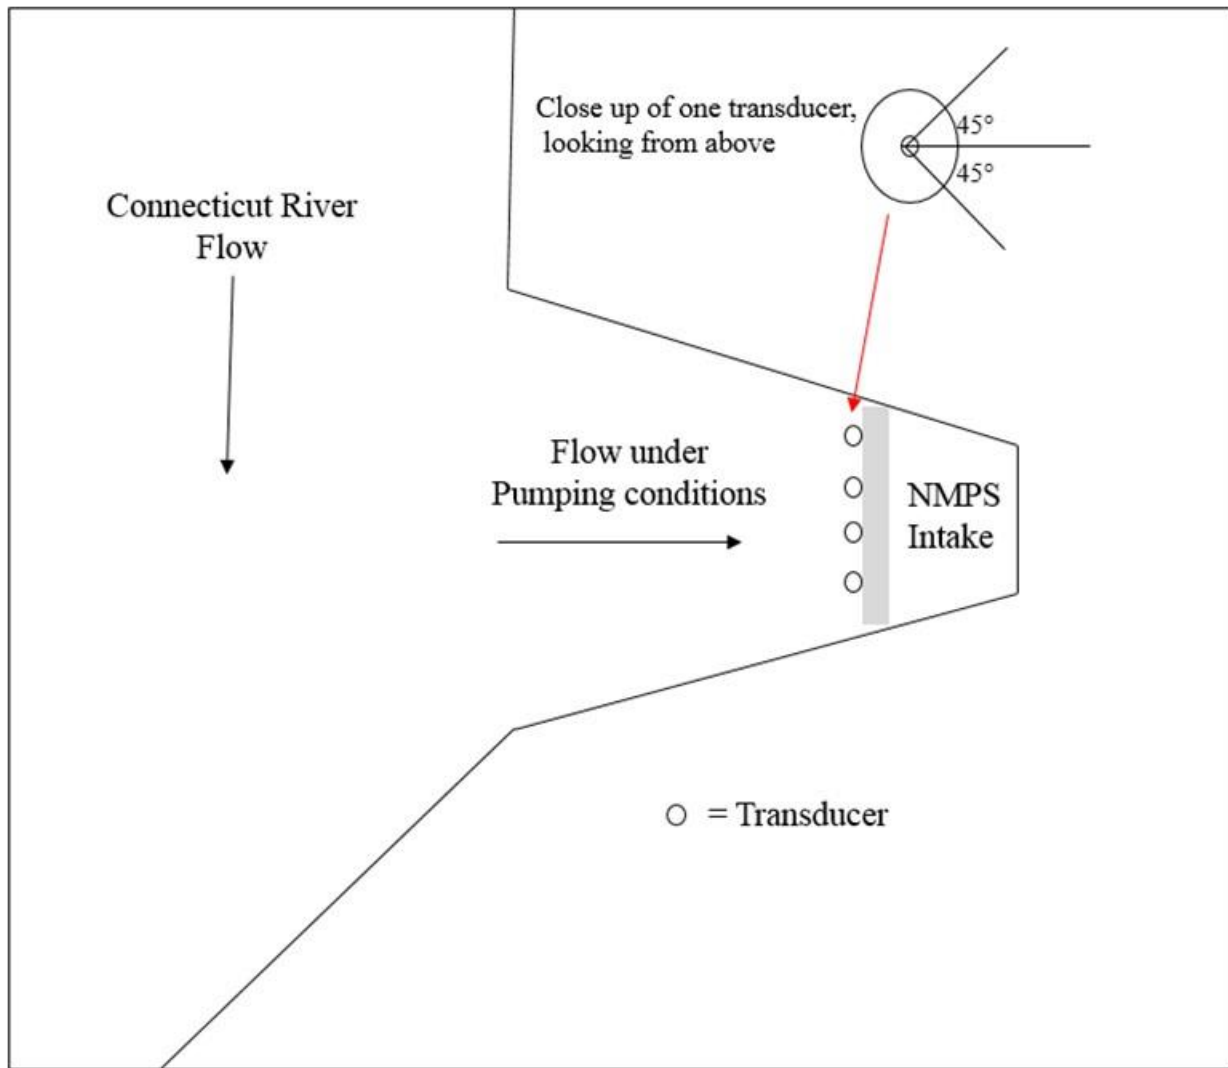 Close up of one transducer,
looking from above
45°
45°
Connecticut River
Flow
Flow under
Pumping conditions
NMPS
Intake
= Transducer